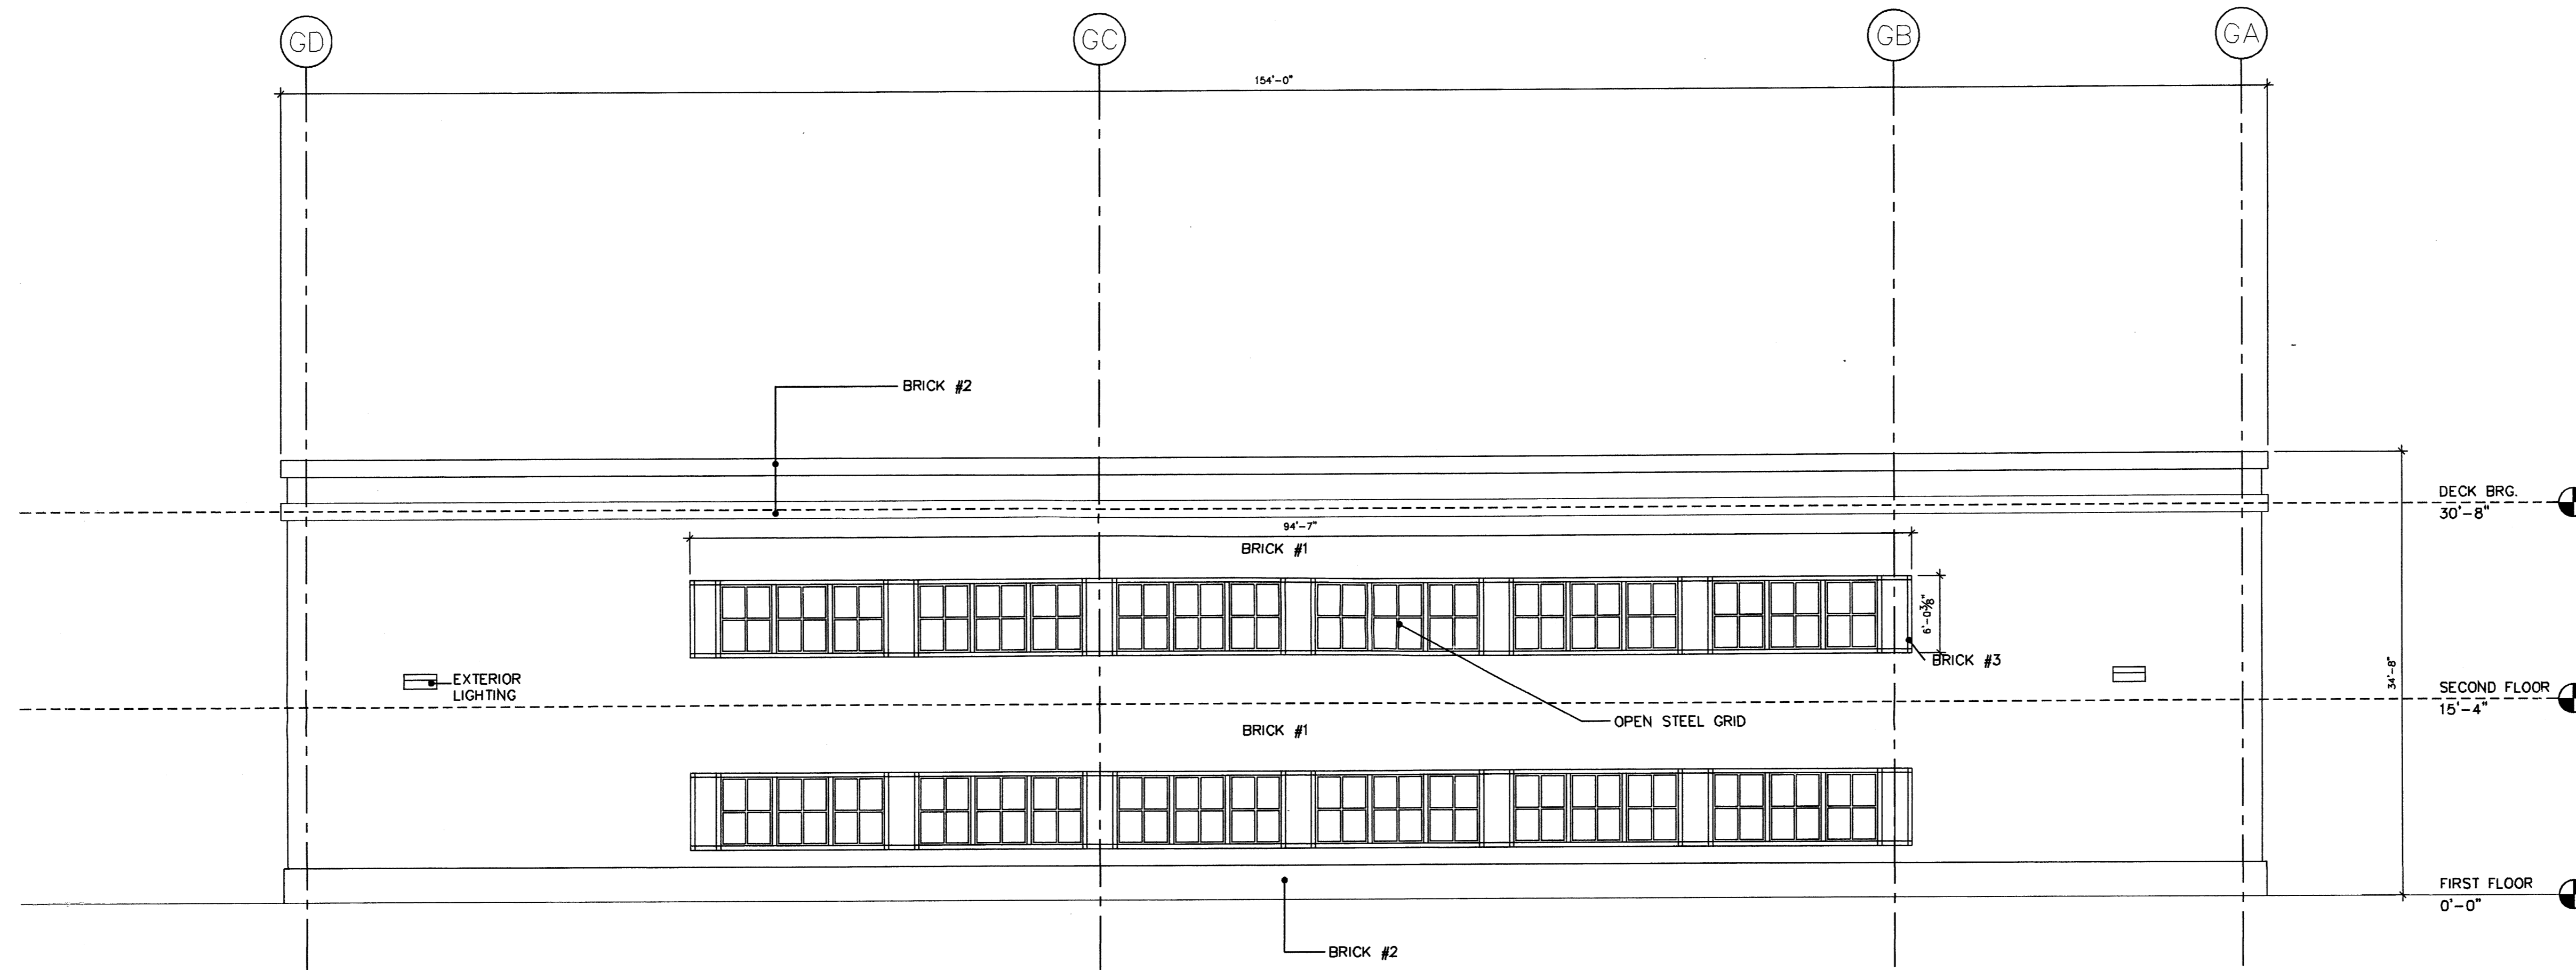 GD
GC
GB
GA
154'-0"
BRICK #2
DECK BRG.
30'-8"
94'-7"
BRICK #1
6'-0⅜"
BRICK #3
EXTERIOR
LIGHTING
34'-8"
SECOND FLOOR
15'-4"
OPEN STEEL GRID
BRICK #1
FIRST FLOOR
0'-0"
BRICK #2